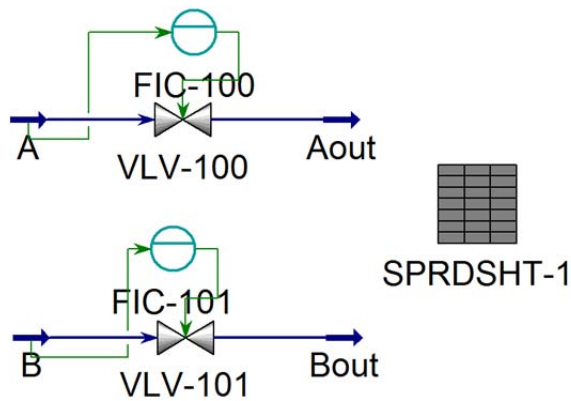 FIC-100
A
VLV-100
Aout
SPRDSHT-1
FIC-101
B
VLV-101
Bout